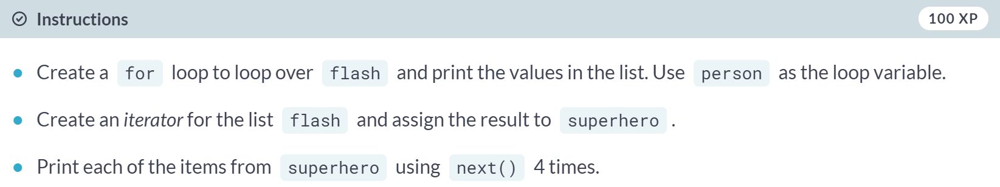 Instructions 100 XP
Create a for loop to loop over flash and print the values in the list. Use person as the loop variable.
Create an iterator for the list flash and assign the result to superhero .
Print each of the items from superhero using next() 4 times.